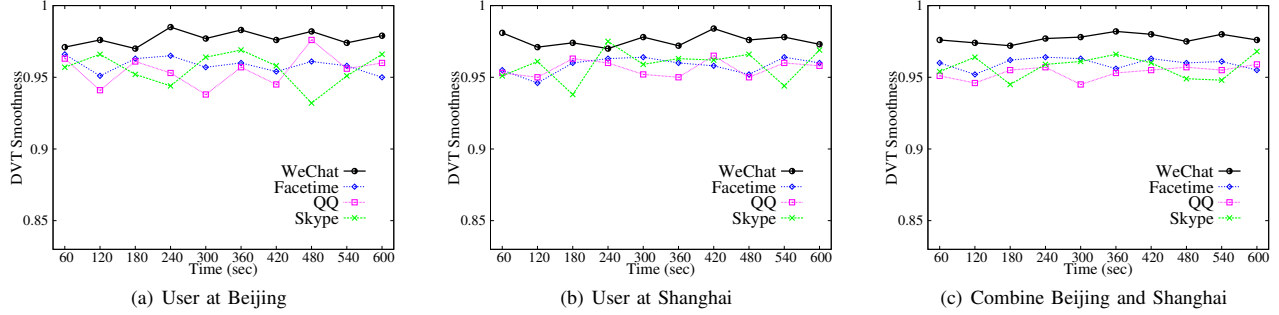 1
0.95
0.9
0.85
DVT Smoothness
WeChat
Facetime
QQ
Skype
60 120 180 240 300 360 420 480 540 600
Time (sec)
(a) User at Beijing
1
0.95
0.9
0.85
DVT Smoothness
WeChat
Facetime
QQ
Skype
60 120 180 240 300 360 420 480 540 600
Time (sec)
(b) User at Shanghai
1
0.95
0.9
0.85
DVT Smoothness
WeChat
Facetime
QQ
Skype
60 120 180 240 300 360 420 480 540 600
Time (sec)
(c) Combine Beijing and Shanghai